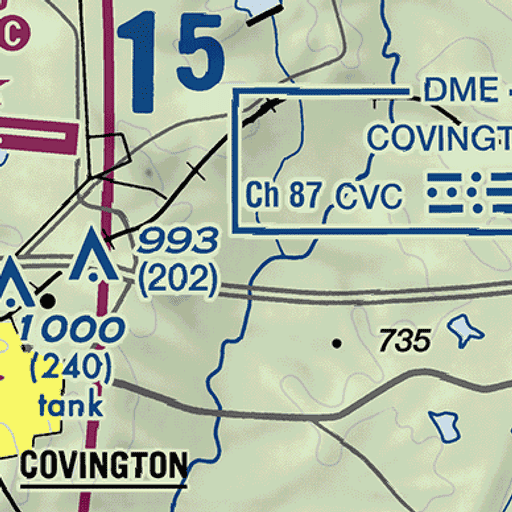 C
15
DME
COVINGT
Ch 87 CVC
993
(202)
1000
(240)
tank
735
COVINGTON